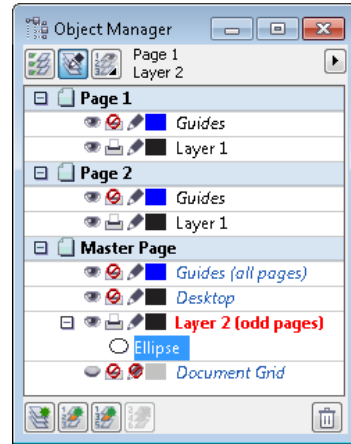 Object Manager
Page 1
Layer 2
Page 1
Guides
Layer 1
Page 2
Guides
Layer 1
Master Page
Guides (all pages)
Desktop
Layer 2 (odd pages)
Ellipse
Document Grid